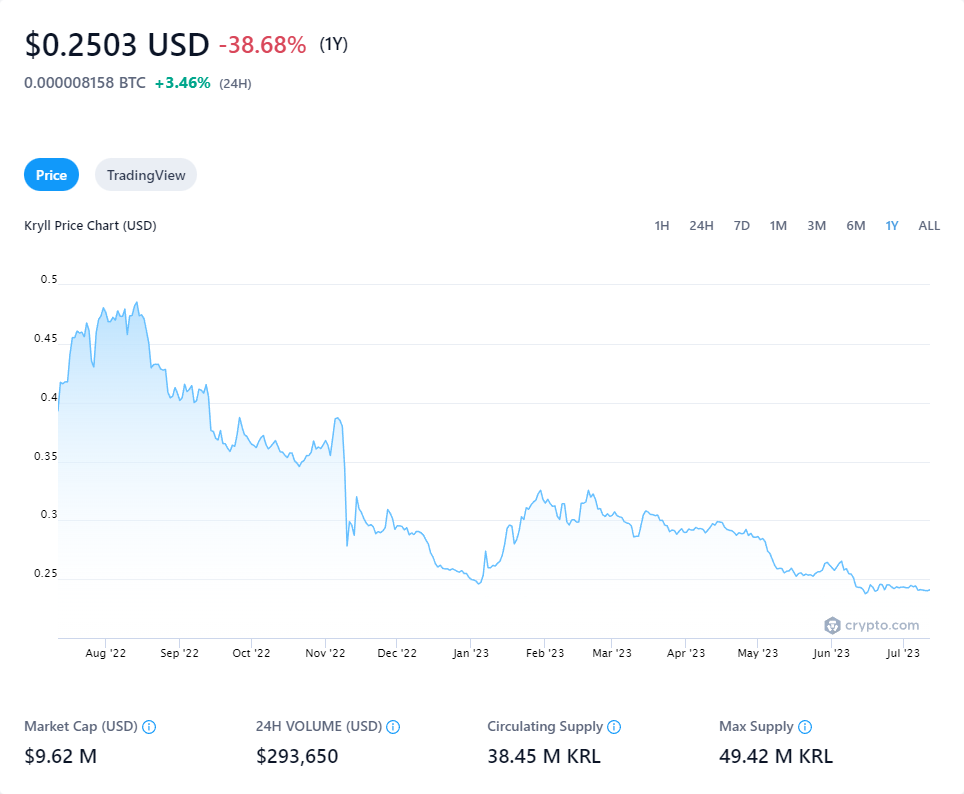 $0.2503 USD -38.68% (1Y)
0.000008158 BTC +3.46% (24H)
Price TradingView
Kryll Price Chart (USD) 1H 24H 7D 1M 3M 6M 1Y ALL
0.5
0.45
0.4
0.35
0.3
0.25
crypto.com
Aug '22 Sep '22 Oct '22 Nov '22 Dec '22 Jan '23 Feb '23 Mar '23 Apr '23 May '23 Jun '23 Jul '23
Market Cap (USD) 24H VOLUME (USD) Circulating Supply Max Supply
$9.62 M $293,650 38.45 M KRL 49.42 M KRL